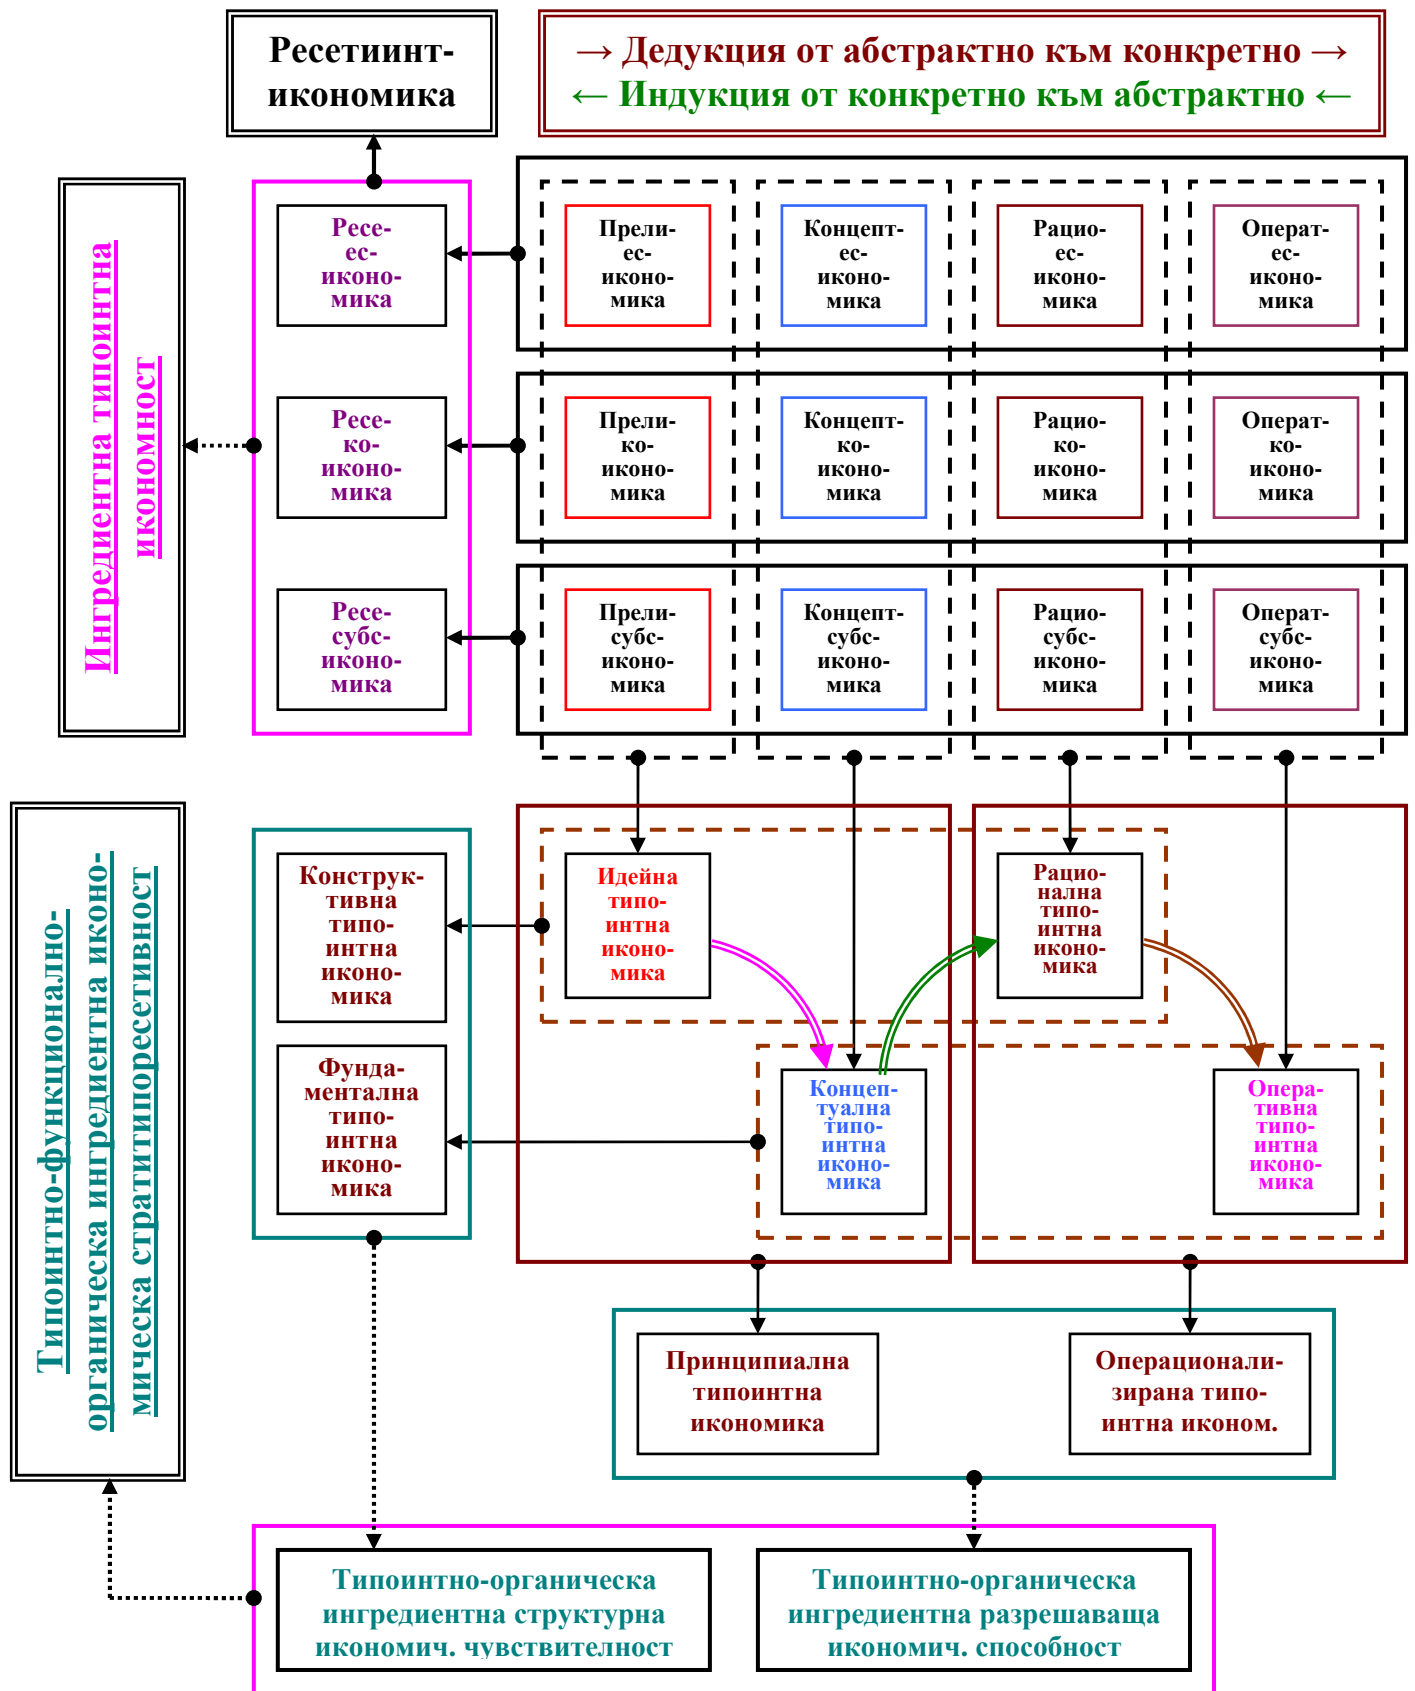 Ресетиинт-
икономика
→ Дедукция от абстрактно към конкретно →
← Индукция от конкретно към абстрактно ←
Ингредиентна типоинтна
икономност
Ресе-
ес-
иконо-
мика
Прели-
ес-
иконо-
мика
Концепт-
ес-
иконо-
мика
Рацио-
ес-
иконо-
мика
Операт-
ес-
иконо-
мика
Ресе-
ко-
иконо-
мика
Прели-
ко-
иконо-
мика
Концепт-
ко-
иконо-
мика
Рацио-
ко-
иконо-
мика
Операт-
ко-
иконо-
мика
Ресе-
субс-
иконо-
мика
Прели-
субс-
иконо-
мика
Концепт-
субс-
иконо-
мика
Рацио-
субс-
иконо-
мика
Операт-
субс-
иконо-
мика
Типоинтно-функционално-
органическа ингредиентна иконо-
мическа стратитипоресетивност
Конструк-
тивна
типо-
интна
иконо-
мика
Идейна
типо-
интна
иконо-
мика
Рацио-
нална
типо-
интна
иконо-
мика
Фунда-
ментална
типо-
интна
иконо-
мика
Концеп-
туална
типо-
интна
иконо-
мика
Опера-
тивна
типо-
интна
иконо-
мика
Принципиална
типоинтна
икономика
Операционали-
зирана типо-
интна иконом.
Типоинтно-органическа
ингредиентна структурна
икономич. чувствителност
Типоинтно-органическа
ингредиентна разрешаваща
икономич. способност